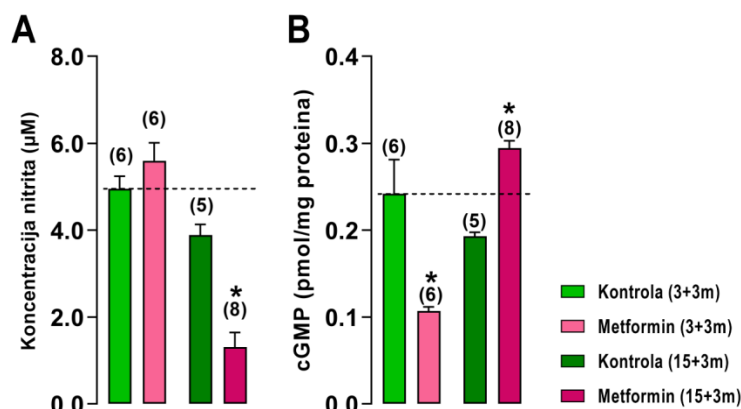 A
Koncentracija nitrita (µM)
8.0
6.0
4.0
2.0
0.0
(6)
(6)
(5)
*
(8)
B
cGMP (pmol/mg proteina)
0.4
0.3
0.2
0.1
0.0
(6)
*
(6)
(5)
*
(8)
Kontrola (3+3m)
Metformin (3+3m)
Kontrola (15+3m)
Metformin (15+3m)